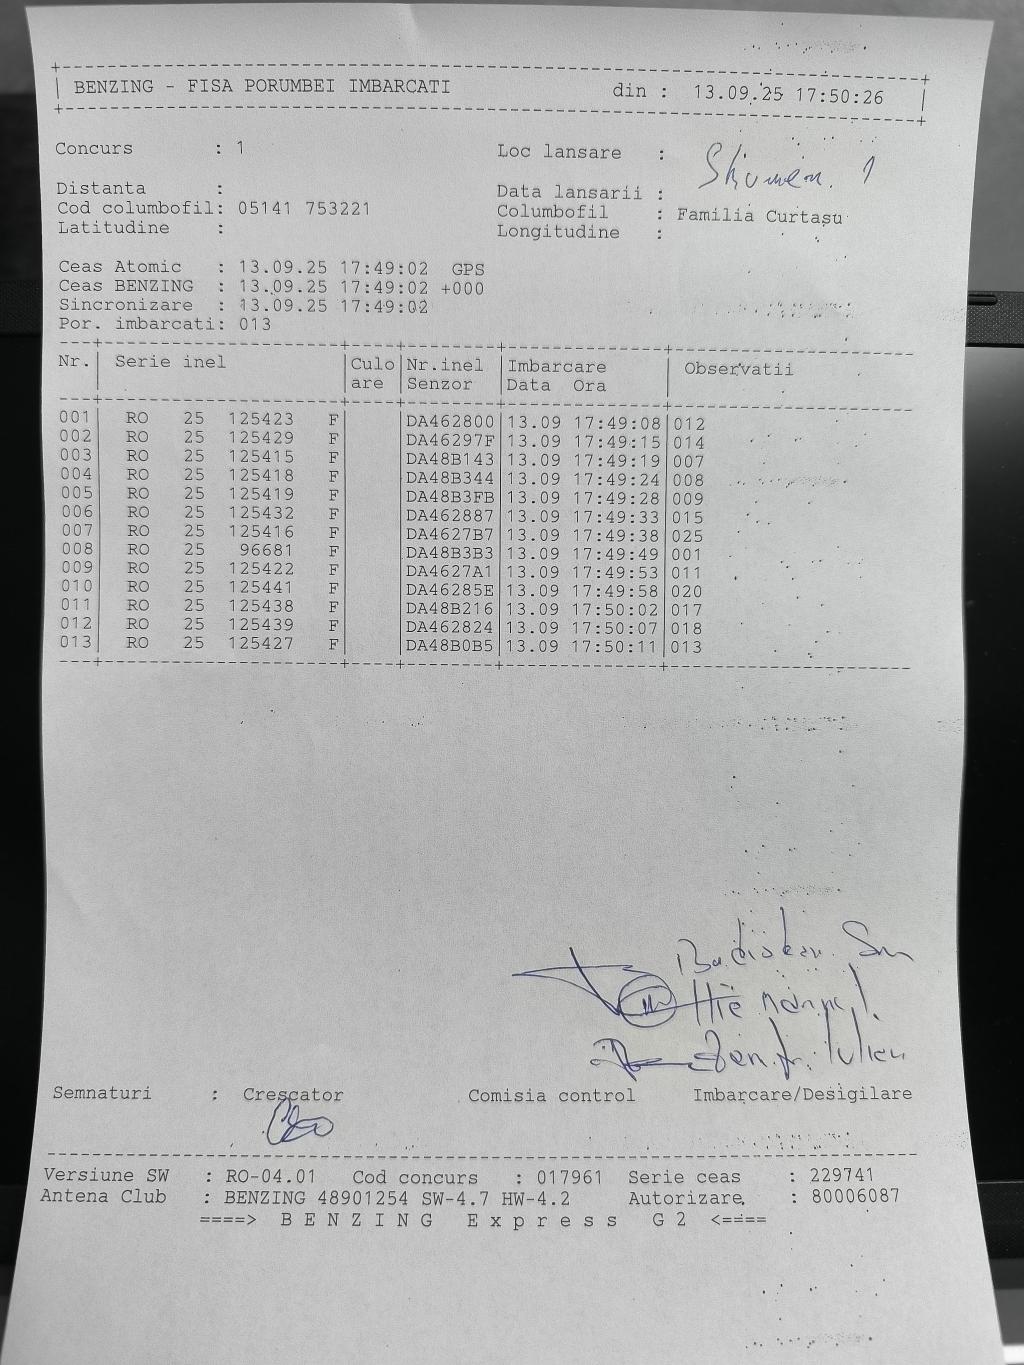 BENZING - FISA PORUMBEI IMBARCATI din : 13.09.25 17:50:26
Concurs : 1 Loc lansare : 1
Distanta : Data lansarii :
Cod columbofil: 05141 753221 Columbofil : Familia Curtaşu
Latitudine : Longitudine :
Ceas Atomic : 13.09.25 17:49:02 GPS
Ceas BENZING : 13.09.25 17:49:02 +000
Sincronizare : 13.09.25 17:49:02
Por. imbarcati: 013
Nr. Serie inel Culo Nr.inel Imbarcare Observatii
are Senzor Data Ora
001 RO 25 125423 F DA462800 13.09 17:49:08 012
002 RO 25 125429 F DA46297F 13.09 17:49:15 014
003 RO 25 125415 F DA48B143 13.09 17:49:19 007
004 RO 25 125418 F DA48B344 13.09 17:49:24 008
005 RO 25 125419 F DA48B3FB 13.09 17:49:28 009
006 RO 25 125432 F DA462887 13.09 17:49:33 015
007 RO 25 125416 F DA4627B7 13.09 17:49:38 025
008 RO 25 96681 F DA48B3B3 13.09 17:49:49 001
009 RO 25 125422 F DA4627A1 13.09 17:49:53 011
010 RO 25 125441 F DA46285E 13.09 17:49:58 020
011 RO 25 125438 F DA48B216 13.09 17:50:02 017
012 RO 25 125439 F DA462824 13.09 17:50:07 018
013 RO 25 125427 F DA48B0B5 13.09 17:50:11 013
Semnaturi : Crescator Comisia control Imbarcare/Desigilare
Versiune SW : RO-04.01 Cod concurs : 017961 Serie ceas : 229741
Antena Club : BENZING 48901254 SW-4.7 HW-4.2 Autorizare : 80006087
====> B E N Z I N G E x p r e s s G 2 <====